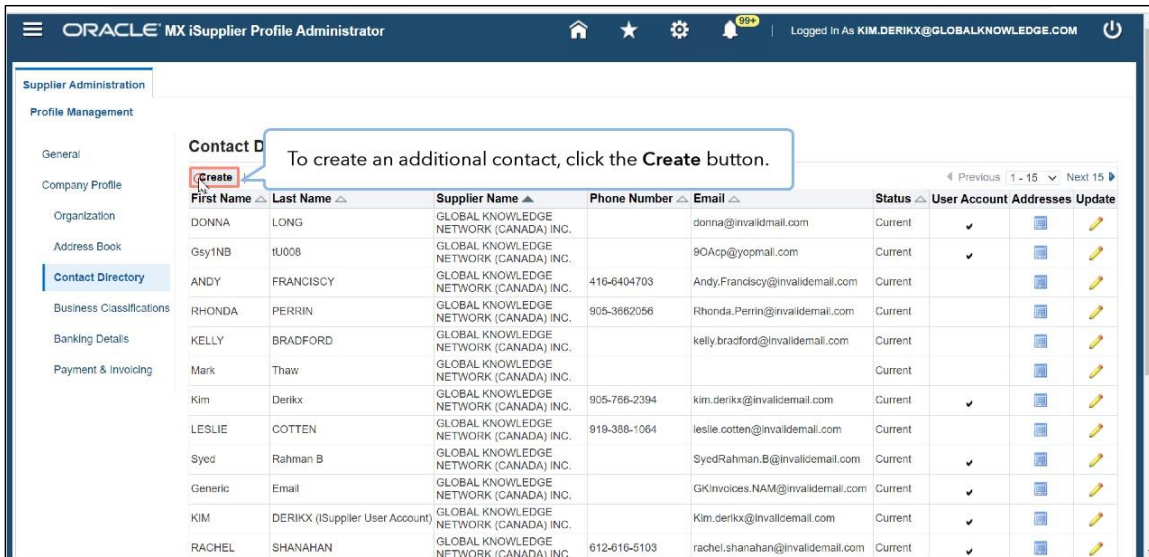 ORACLE MX iSupplier Profile Administrator 99+ Logged In As KIM.DERIKX@GLOBALKNOWLEDGE.COM
Supplier Administration
Profile Management
General
Company Profile
Organization
Address Book
Contact Directory
Business Classifications
Banking Details
Payment & Invoicing
Contact D
To create an additional contact, click the Create button.
Create Previous 1 - 15 Next 15
First Name Last Name Supplier Name Phone Number Email Status User Account Addresses Update
DONNA LONG GLOBAL KNOWLEDGE NETWORK (CANADA) INC. donna@invalidmail.com Current
Gsy1NB tU008 GLOBAL KNOWLEDGE NETWORK (CANADA) INC. 9OAcp@yopmail.com Current
ANDY FRANCISCY GLOBAL KNOWLEDGE NETWORK (CANADA) INC. 416-6404703 Andy.Franciscy@invalidemail.com Current
RHONDA PERRIN GLOBAL KNOWLEDGE NETWORK (CANADA) INC. 905-3662056 Rhonda.Perrin@invalidemail.com Current
KELLY BRADFORD GLOBAL KNOWLEDGE NETWORK (CANADA) INC. kelly.bradford@invalidemail.com Current
Mark Thaw GLOBAL KNOWLEDGE NETWORK (CANADA) INC. Current
Kim Derikx GLOBAL KNOWLEDGE NETWORK (CANADA) INC. 905-766-2394 kim.derikx@invalidemail.com Current
LESLIE COTTEN GLOBAL KNOWLEDGE NETWORK (CANADA) INC. 919-388-1064 leslie.cotten@invalidemail.com Current
Syed Rahman B GLOBAL KNOWLEDGE NETWORK (CANADA) INC. SyedRahman.B@invalidemail.com Current
Generic Email GLOBAL KNOWLEDGE NETWORK (CANADA) INC. GKInvoices.NAM@invalidemail.com Current
KIM DERIKX (iSupplier User Account) GLOBAL KNOWLEDGE NETWORK (CANADA) INC. Kim.derikx@invalidemail.com Current
RACHEL SHANAHAN GLOBAL KNOWLEDGE NETWORK (CANADA) INC. 612-616-5103 rachel.shanahan@invalidemail.com Current